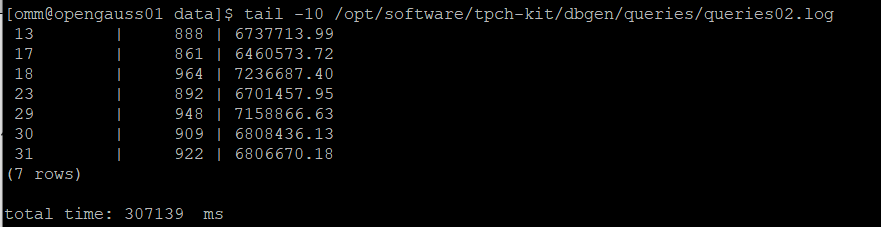 [omm@opengauss01 data]$ tail -10 /opt/software/tpch-kit/dbgen/queries/queries02.log
 13         |     888 | 6737713.99
 17         |     861 | 6460573.72
 18         |     964 | 7236687.40
 23         |     892 | 6701457.95
 29         |     948 | 7158866.63
 30         |     909 | 6808436.13
 31         |     922 | 6806670.18
(7 rows)

total time: 307139  ms